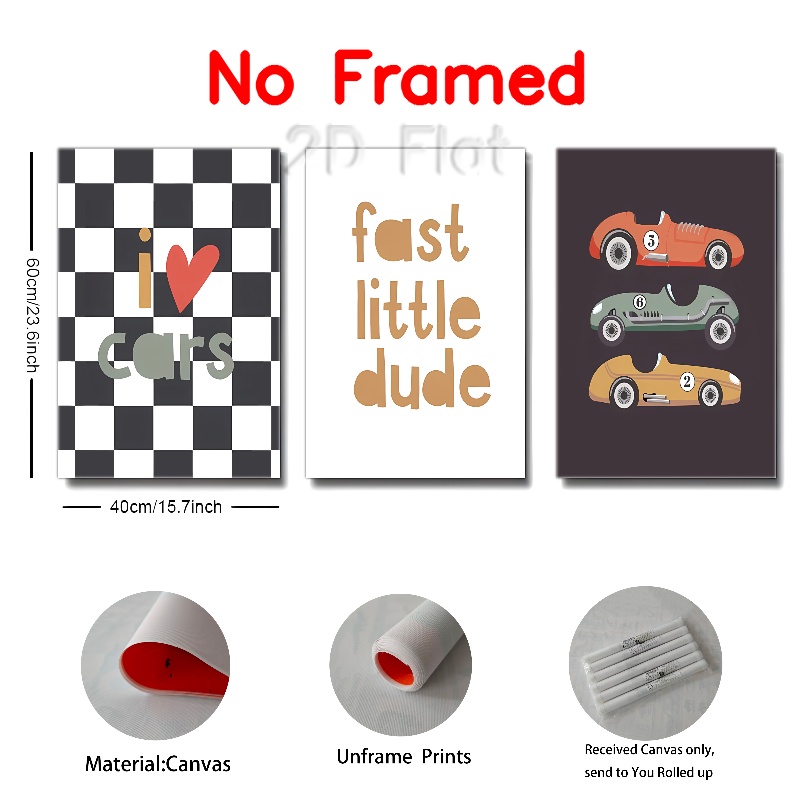 No Framed
2D Flat
60cm/23.6inch
i
cars
fast
little
dude
5
6
2
40cm/15.7inch
Material:Canvas
Unframe Prints
Received Canvas only,
send to You Rolled up